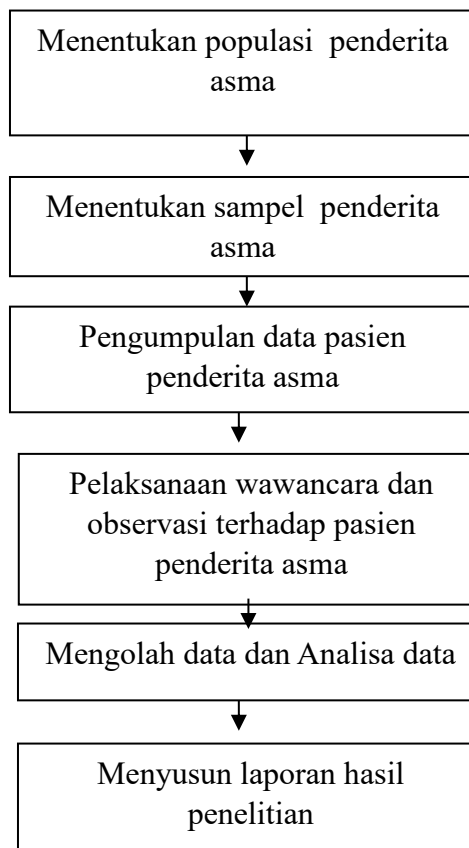 Menentukan populasi penderita
asma
Menentukan sampel penderita
asma
Pengumpulan data pasien
penderita asma
Pelaksanaan wawancara dan
observasi terhadap pasien
penderita asma
Mengolah data dan Analisa data
Menyusun laporan hasil
penelitian